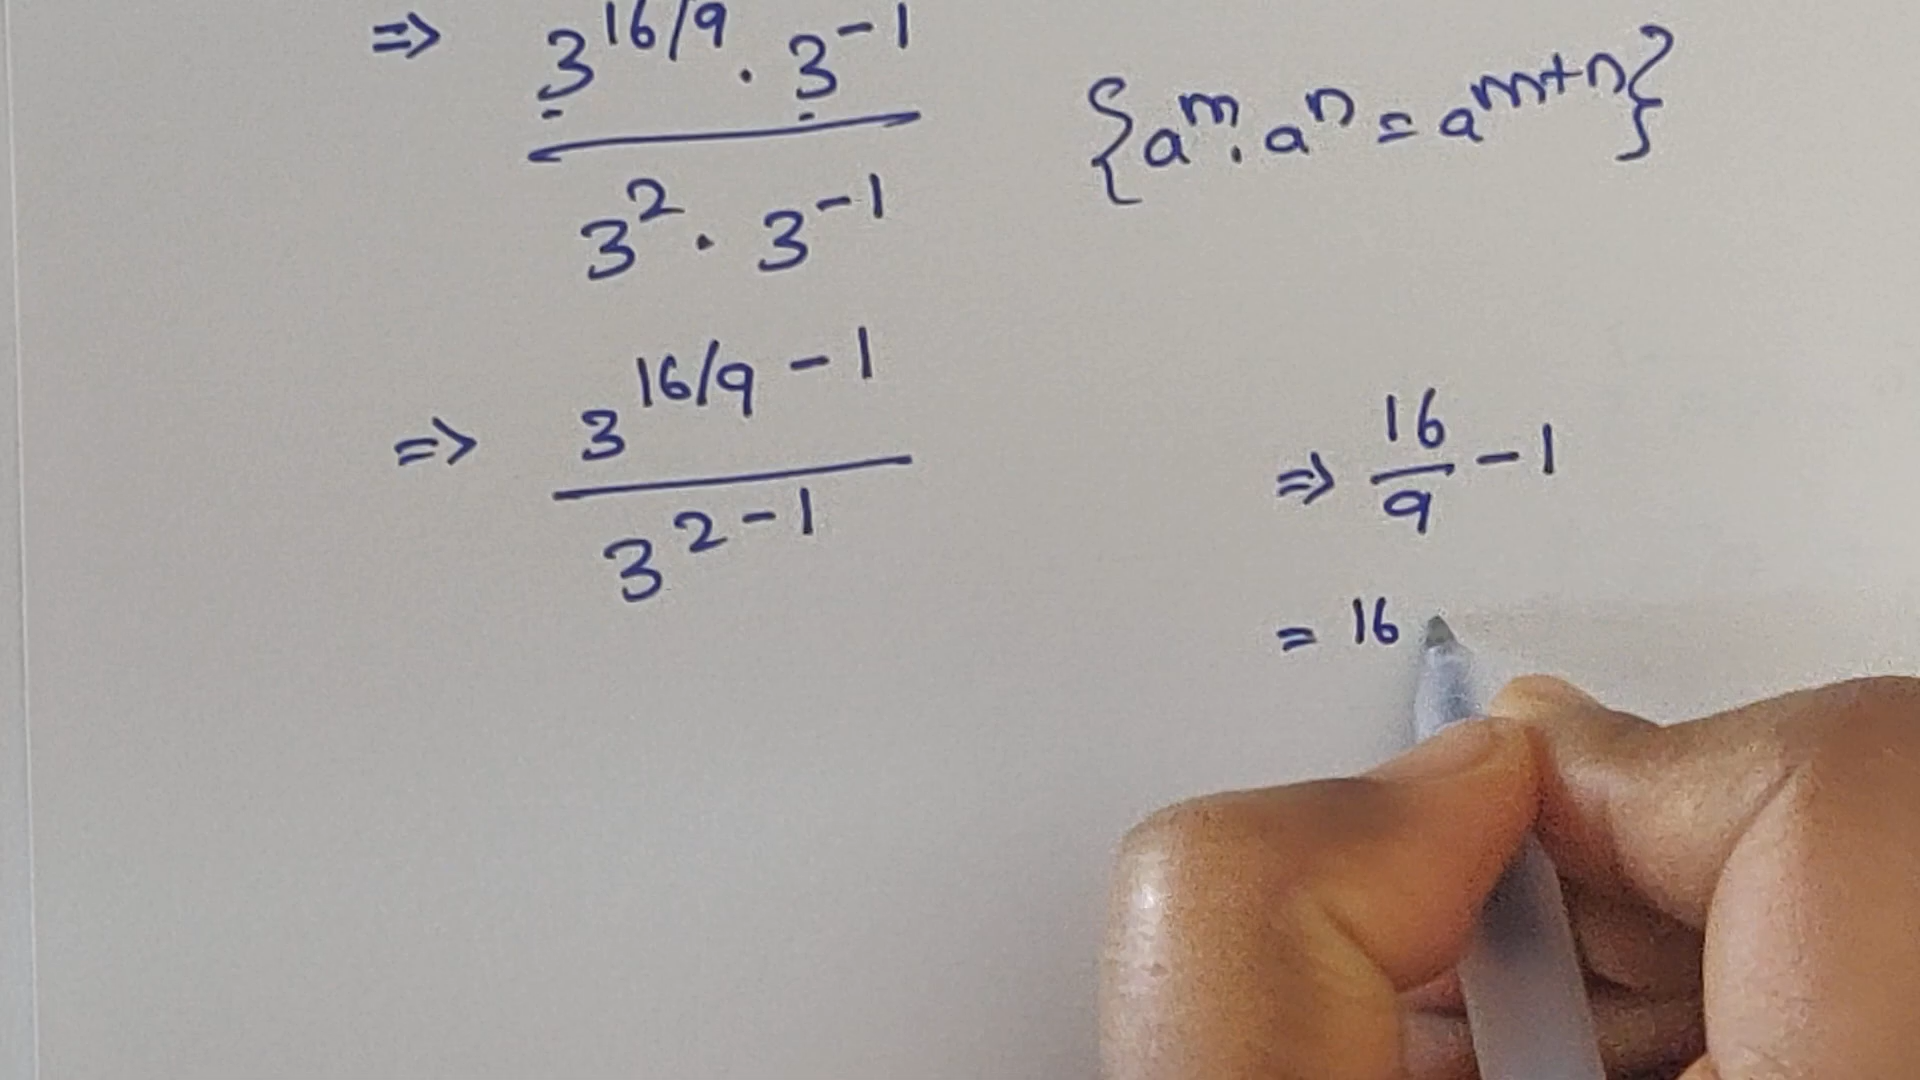 ⇒ 3^16/9 · 3^-1
{a^m . a^n = a^m+n}
3^2 · 3^-1
⇒ 3^16/9 - 1
3^2 - 1
⇒ 16/9 - 1
= 16